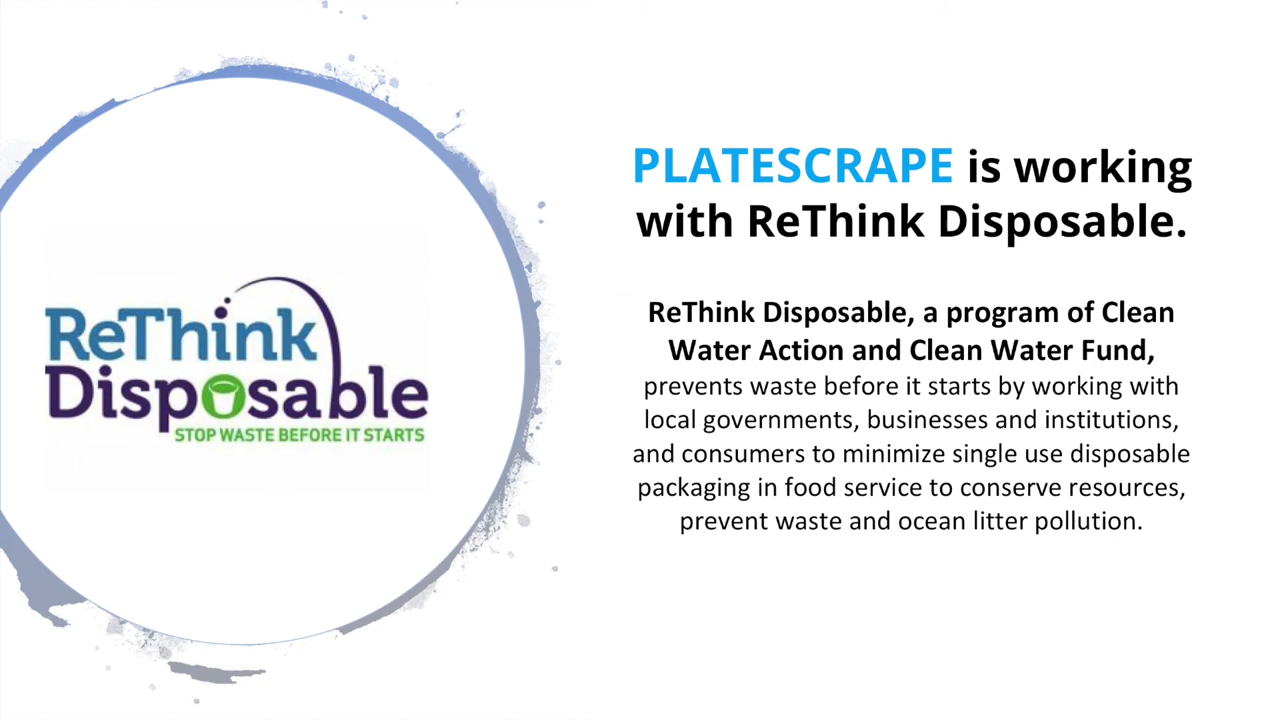 ReThink
Disposable
STOP WASTE BEFORE IT STARTS
PLATESCRAPE is working
with ReThink Disposable.
ReThink Disposable, a program of Clean
Water Action and Clean Water Fund,
prevents waste before it starts by working with
local governments, businesses and institutions,
and consumers to minimize single use disposable
packaging in food service to conserve resources,
prevent waste and ocean litter pollution.